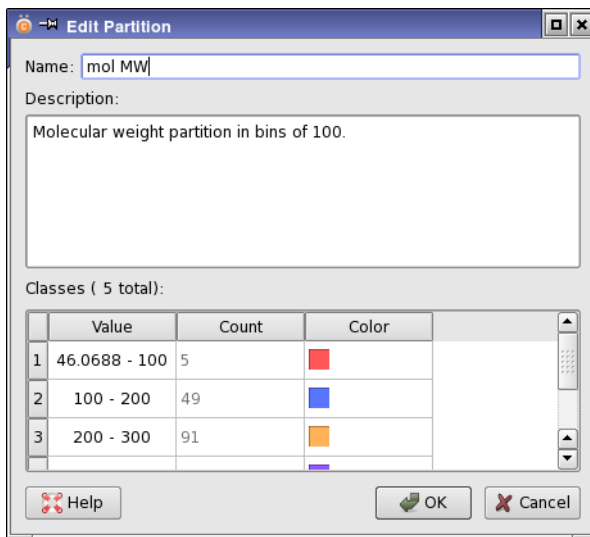 Edit Partition
Name: mol MW
Description:
Molecular weight partition in bins of 100.
Classes ( 5 total):
Value Count Color
1 46.0688 - 100 5
2 100 - 200 49
3 200 - 300 91
Help OK Cancel